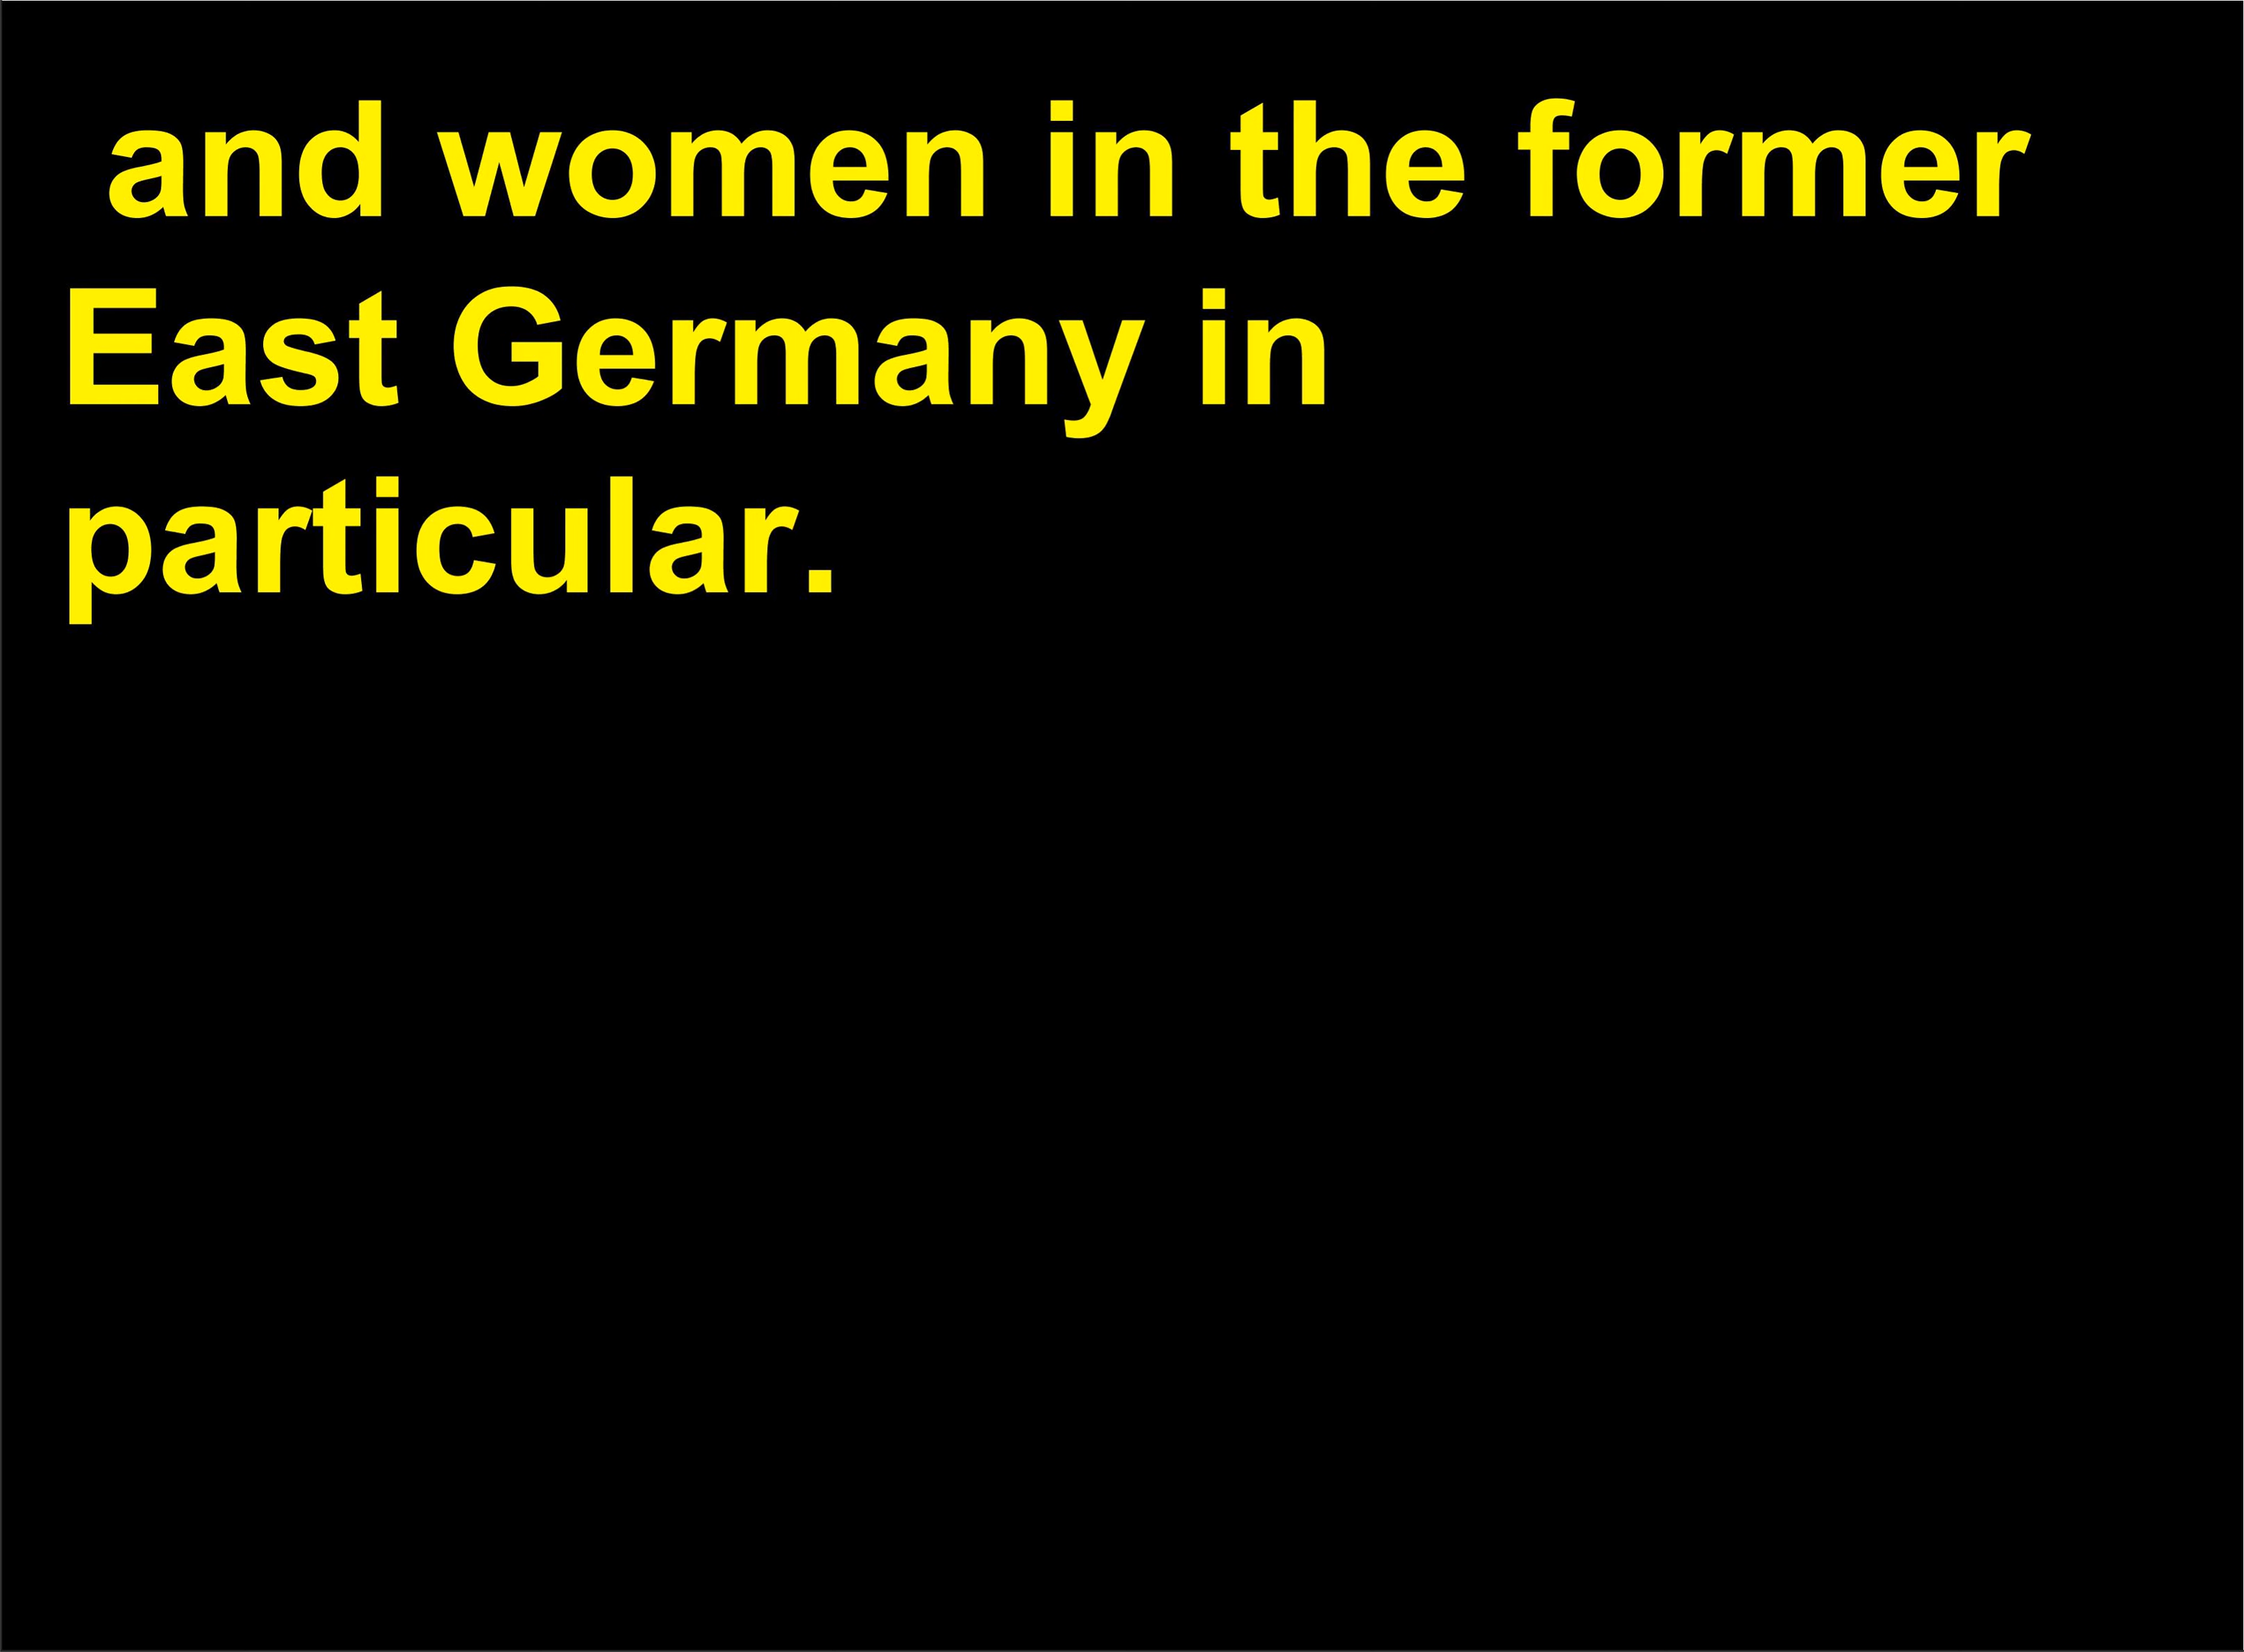 and women in the former
East Germany in
particular.